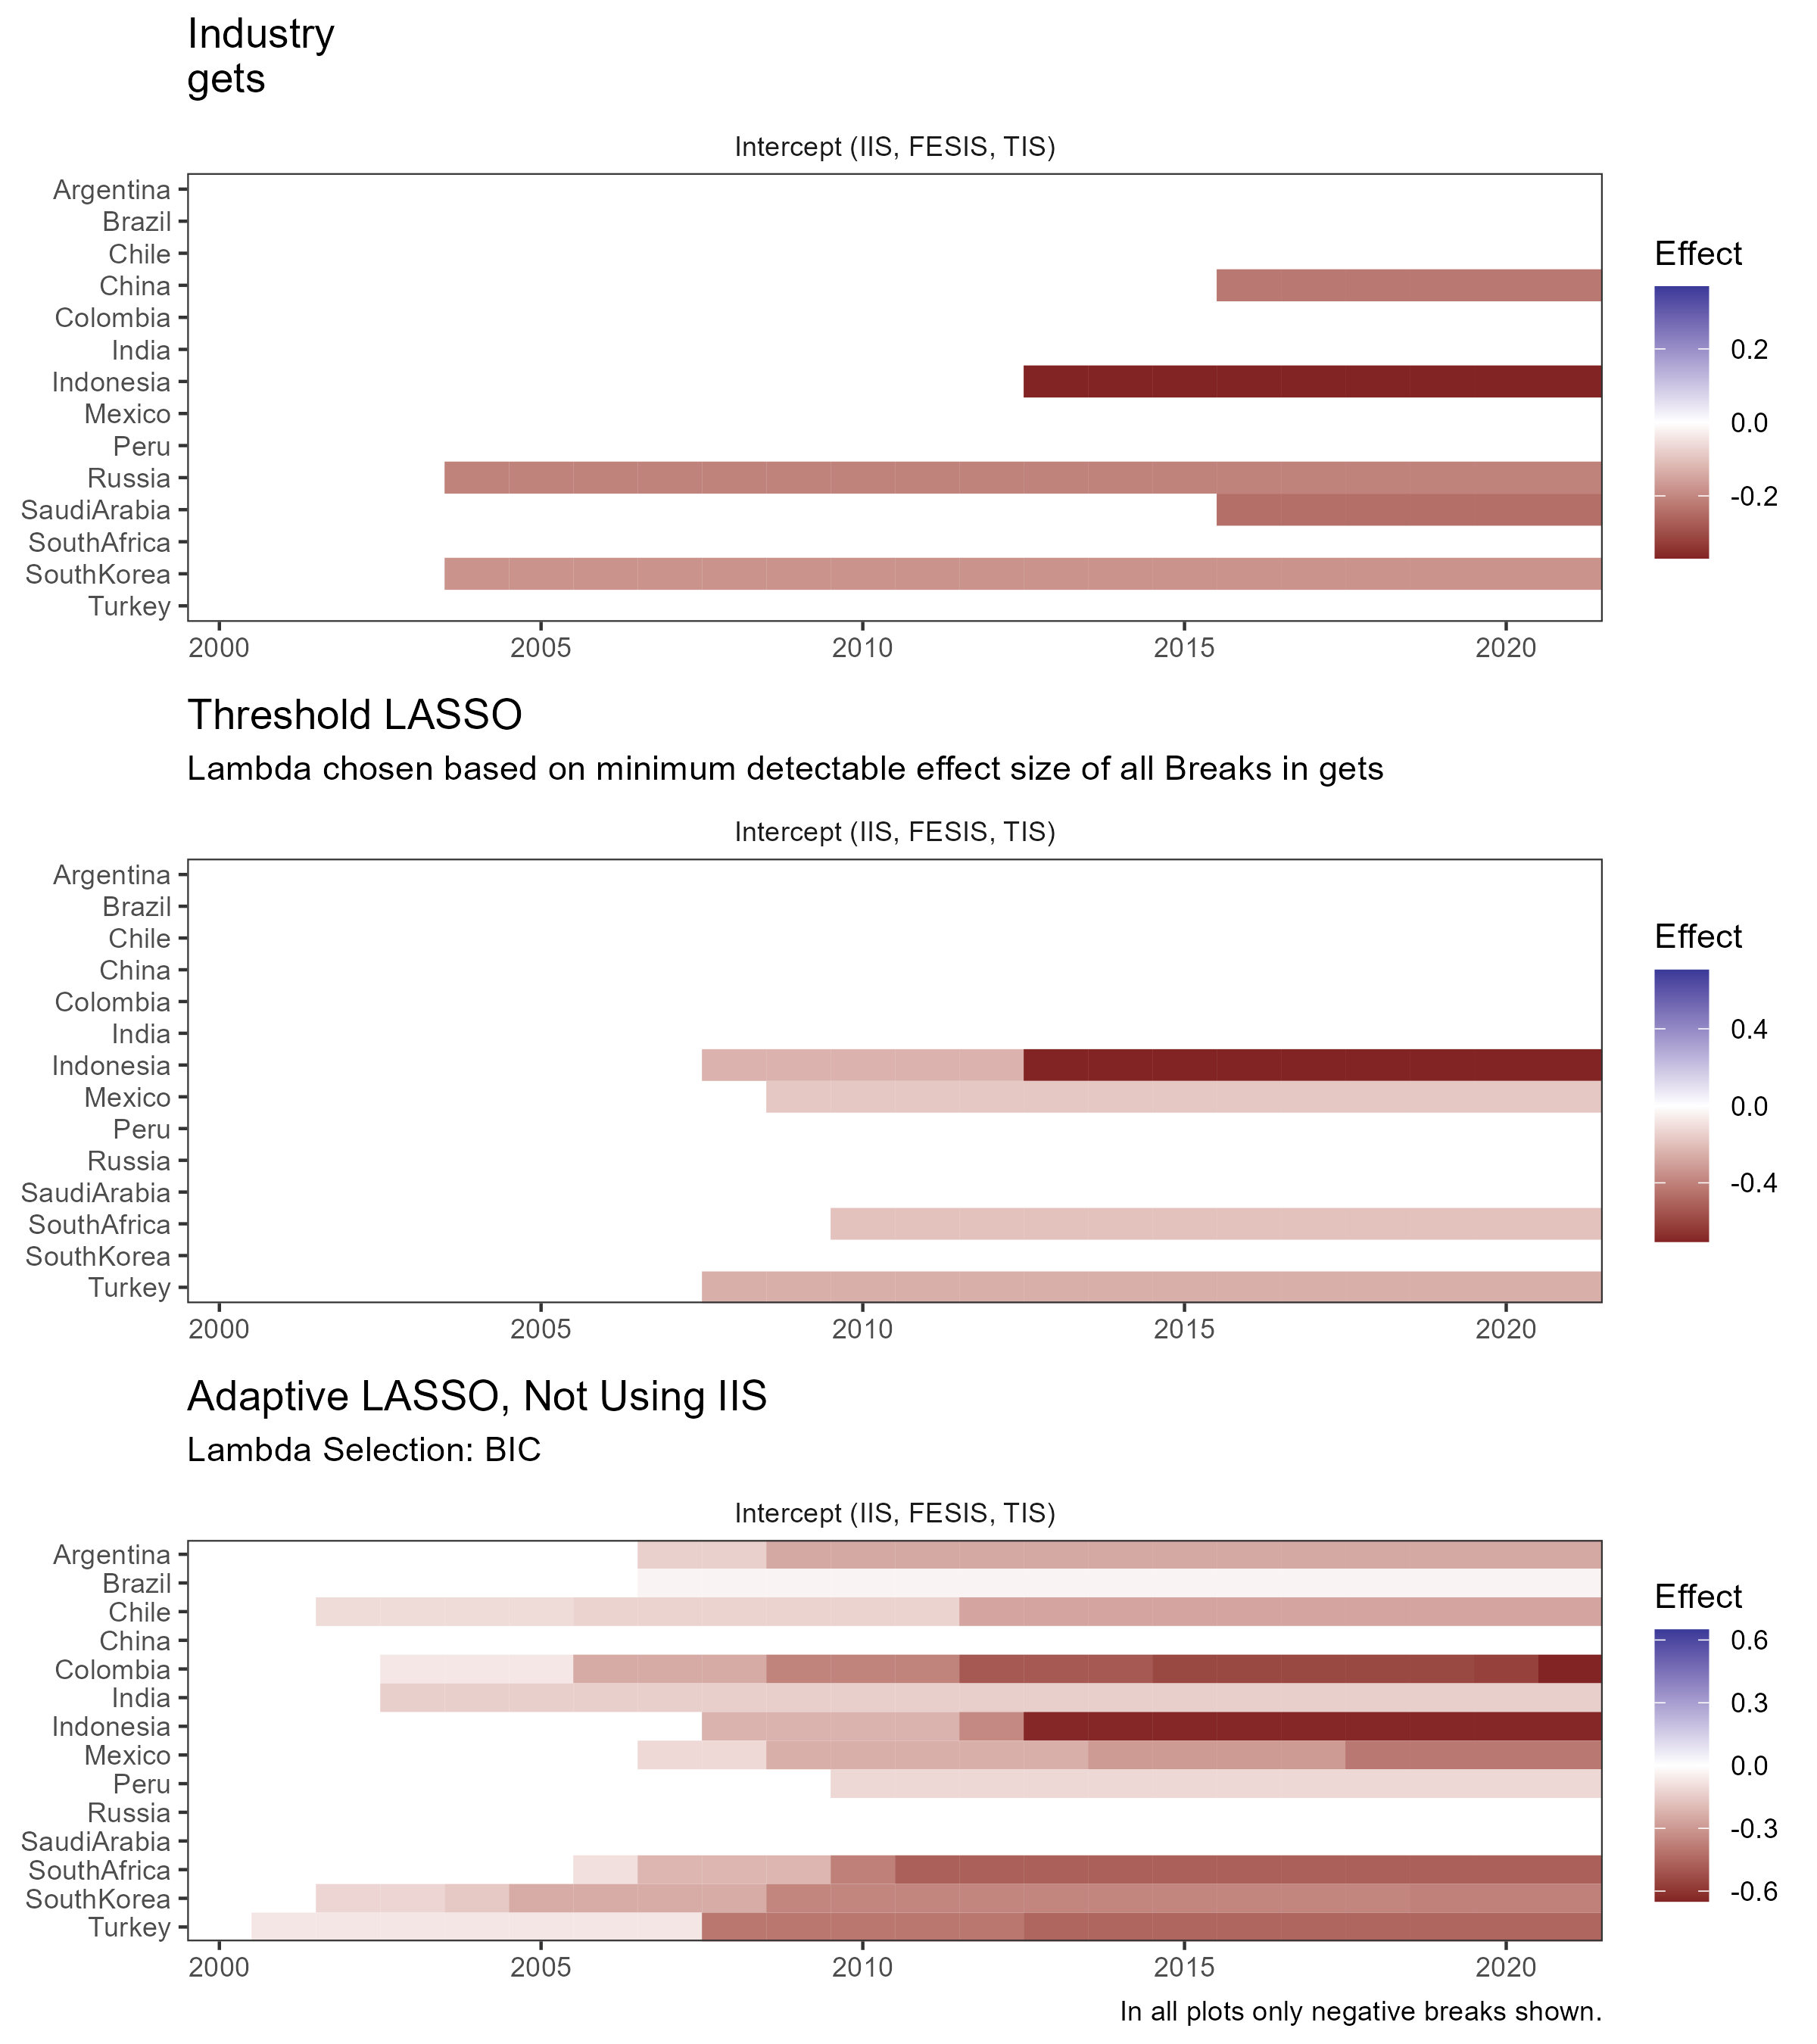 Industry
gets
Intercept (IIS, FESIS, TIS)
Argentina
Brazil
Chile
China
Colombia
India
Indonesia
Mexico
Peru
Russia
SaudiArabia
SouthAfrica
SouthKorea
Turkey
2000 2005 2010 2015 2020
Effect
0.2
0.0
-0.2
Threshold LASSO
Lambda chosen based on minimum detectable effect size of all Breaks in gets
Intercept (IIS, FESIS, TIS)
Argentina
Brazil
Chile
China
Colombia
India
Indonesia
Mexico
Peru
Russia
SaudiArabia
SouthAfrica
SouthKorea
Turkey
2000 2005 2010 2015 2020
Effect
0.4
0.0
-0.4
Adaptive LASSO, Not Using IIS
Lambda Selection: BIC
Intercept (IIS, FESIS, TIS)
Argentina
Brazil
Chile
China
Colombia
India
Indonesia
Mexico
Peru
Russia
SaudiArabia
SouthAfrica
SouthKorea
Turkey
2000 2005 2010 2015 2020
Effect
0.6
0.3
0.0
-0.3
-0.6
In all plots only negative breaks shown.